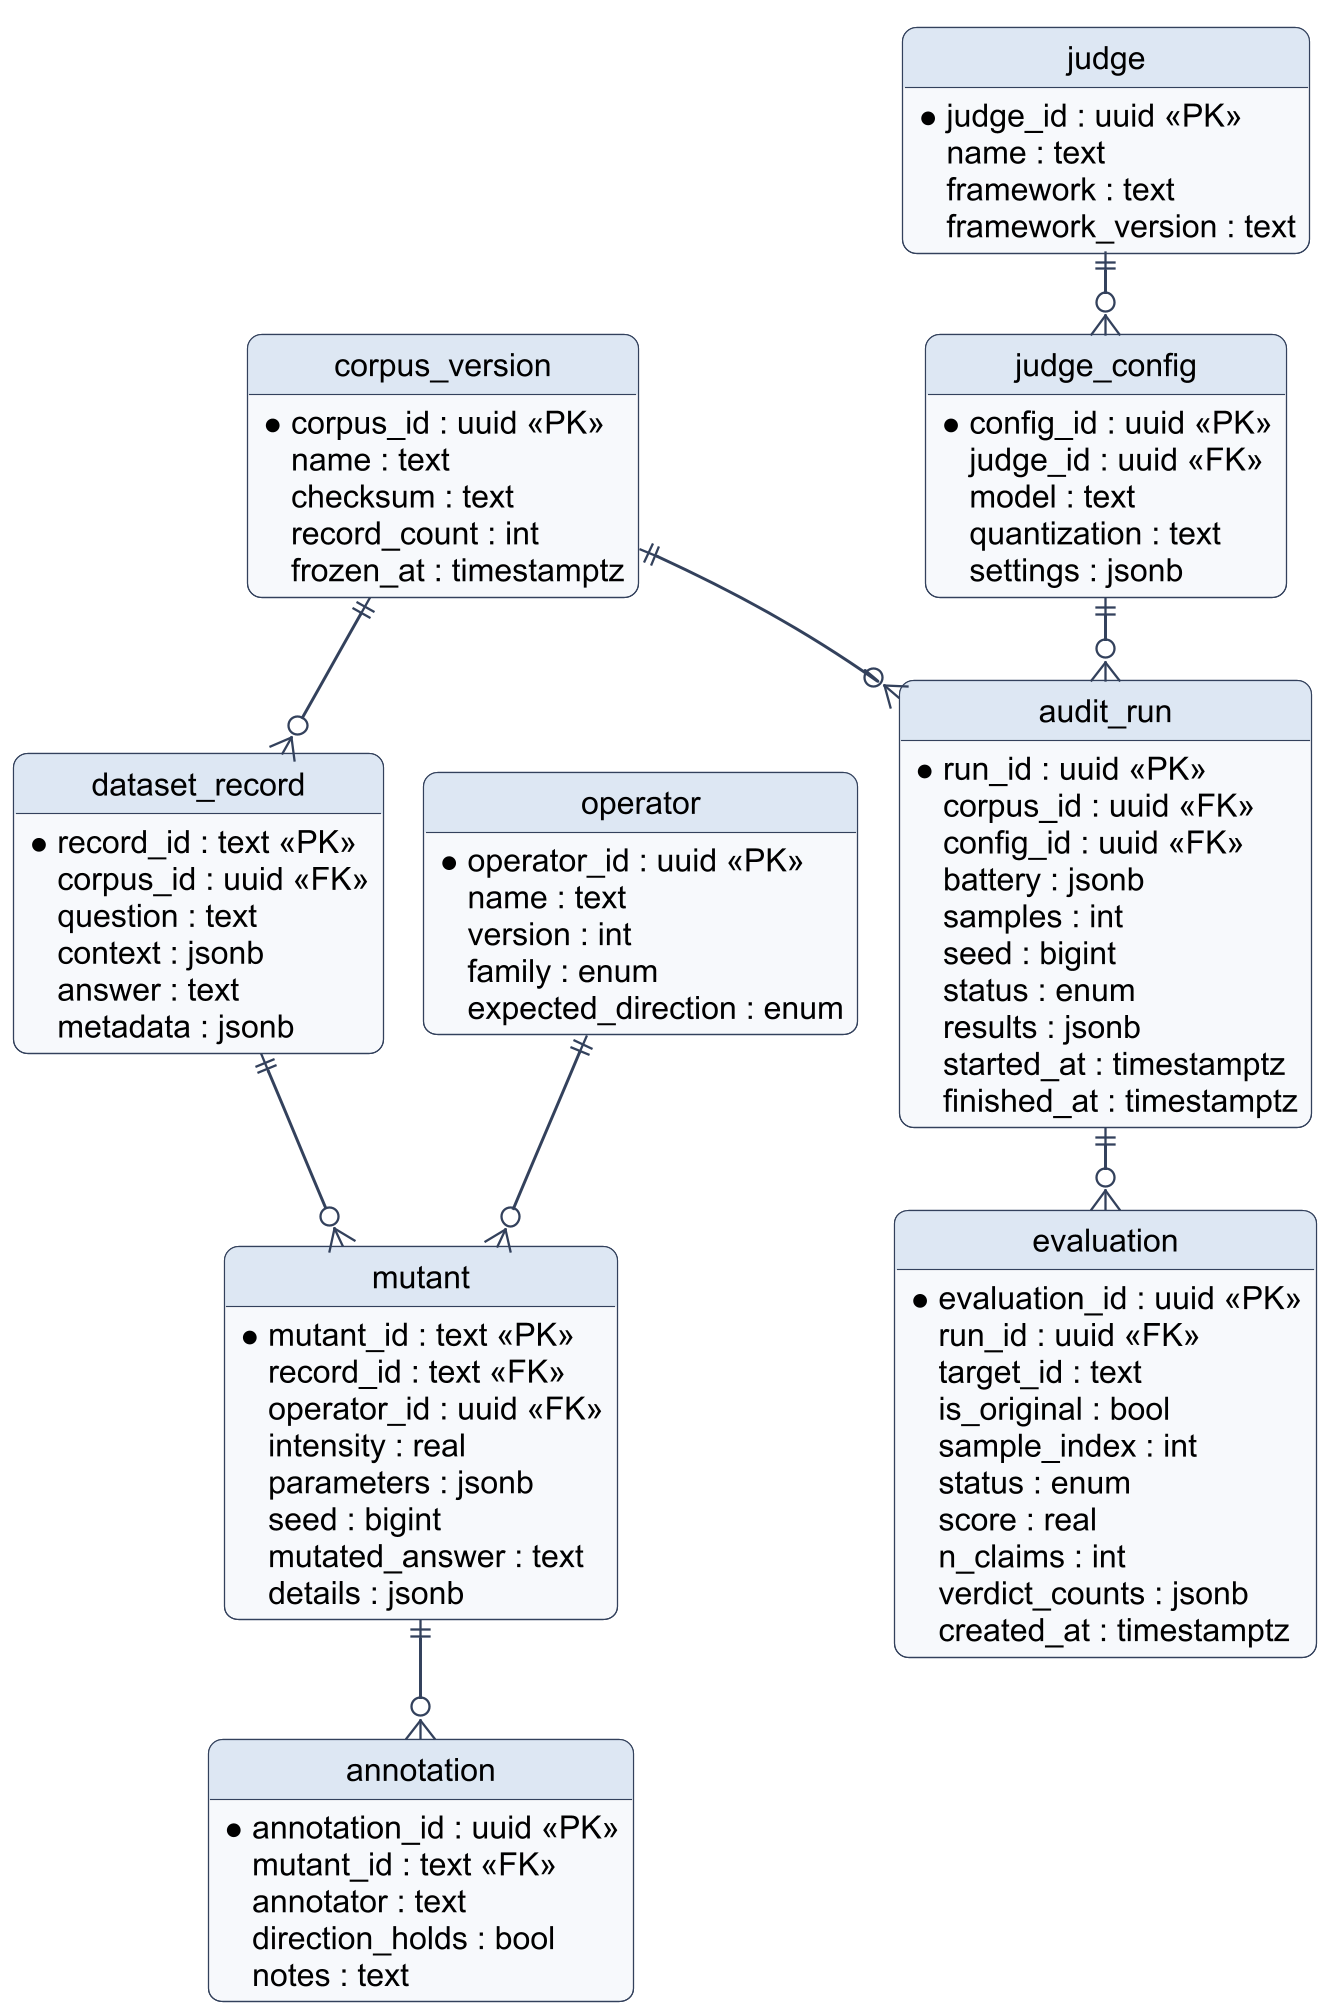 judge
judge_id : uuid «PK»
name : text
framework : text
framework_version : text
corpus_version
corpus_id : uuid «PK»
name : text
checksum : text
record_count : int
frozen_at : timestamptz
judge_config
config_id : uuid «PK»
judge_id : uuid «FK»
model : text
quantization : text
settings : jsonb
dataset_record
record_id : text «PK»
corpus_id : uuid «FK»
question : text
context : jsonb
answer : text
metadata : jsonb
operator
operator_id : uuid «PK»
name : text
version : int
family : enum
expected_direction : enum
audit_run
run_id : uuid «PK»
corpus_id : uuid «FK»
config_id : uuid «FK»
battery : jsonb
samples : int
seed : bigint
status : enum
results : jsonb
started_at : timestamptz
finished_at : timestamptz
mutant
mutant_id : text «PK»
record_id : text «FK»
operator_id : uuid «FK»
intensity : real
parameters : jsonb
seed : bigint
mutated_answer : text
details : jsonb
evaluation
evaluation_id : uuid «PK»
run_id : uuid «FK»
target_id : text
is_original : bool
sample_index : int
status : enum
score : real
n_claims : int
verdict_counts : jsonb
created_at : timestamptz
annotation
annotation_id : uuid «PK»
mutant_id : text «FK»
annotator : text
direction_holds : bool
notes : text